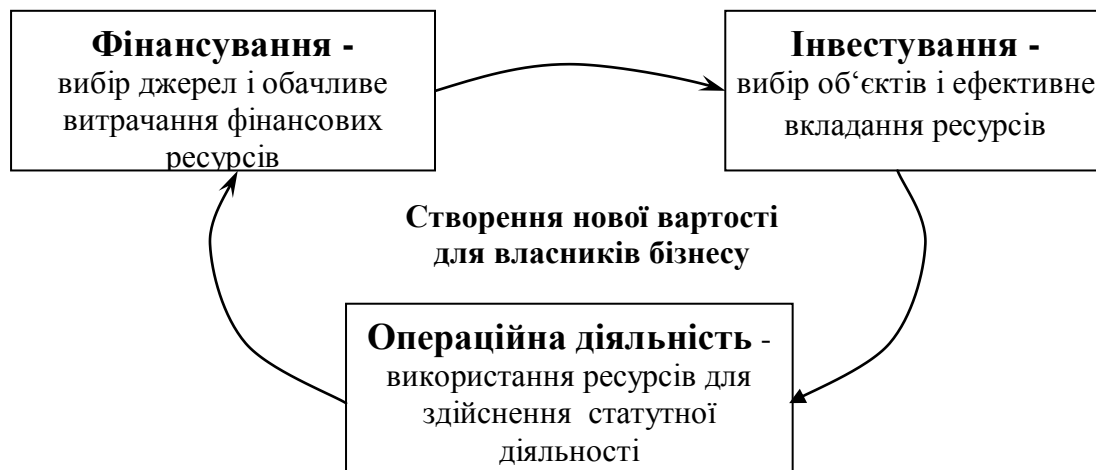 Фінансування -
вибір джерел і обачливе
витрачання фінансових
ресурсів
Інвестування -
вибір об‘єктів і ефективне
вкладання ресурсів
Створення нової вартості
для власників бізнесу
Операційна діяльність -
використання ресурсів для
здійснення статутної
діяльності